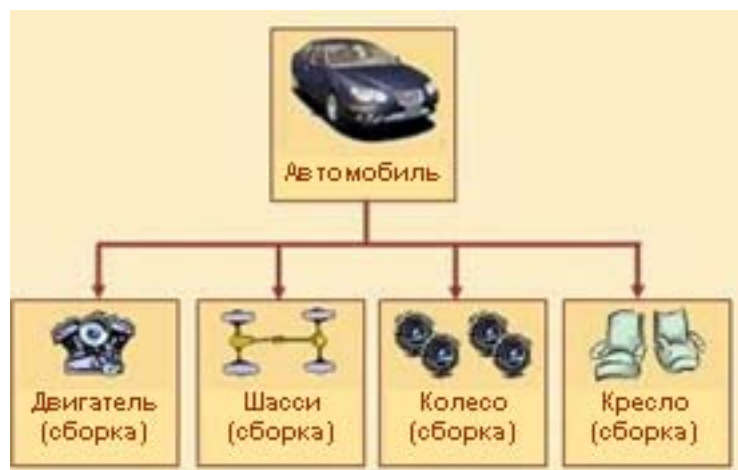 Автомобиль
Двигатель
(сборка)
Шасси
(сборка)
Колесо
(сборка)
Кресло
(сборка)